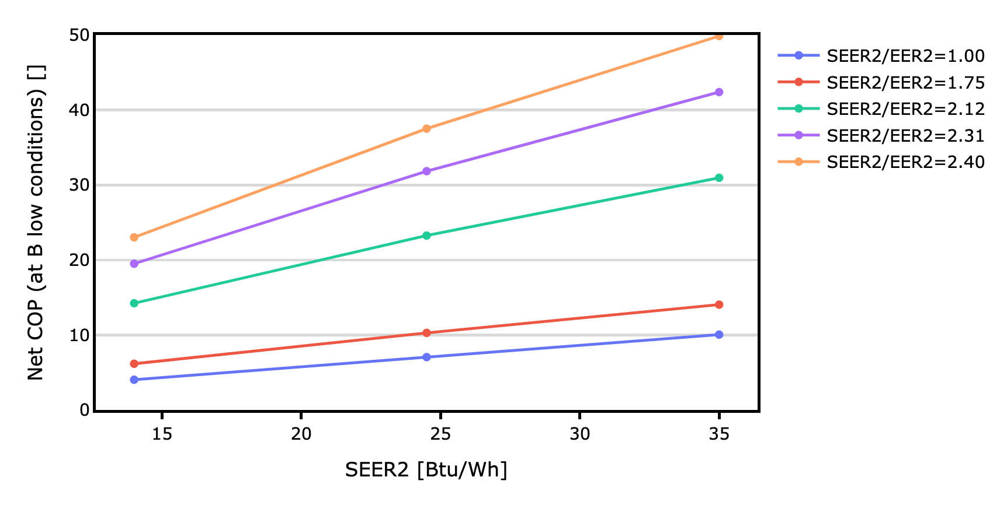 50
40
30
20
10
0
Net COP (at B low conditions) []
15 20 25 30 35
SEER2 [Btu/Wh]
SEER2/EER2=1.00
SEER2/EER2=1.75
SEER2/EER2=2.12
SEER2/EER2=2.31
SEER2/EER2=2.40